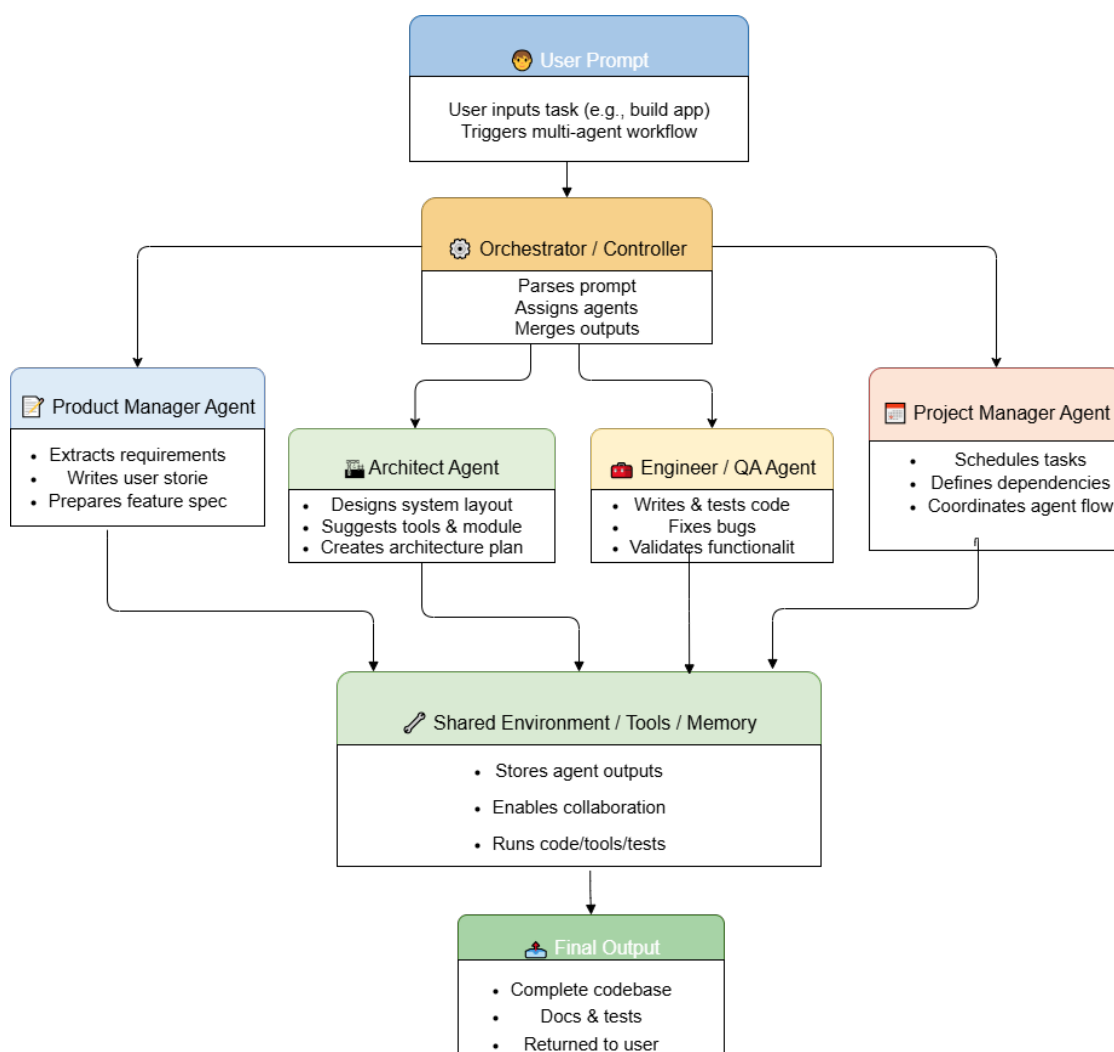 User Prompt
User inputs task (e.g., build app)
Triggers multi-agent workflow
Orchestrator / Controller
Parses prompt
Assigns agents
Merges outputs
Product Manager Agent
Extracts requirements
Writes user storie
Prepares feature spec
Architect Agent
Designs system layout
Suggests tools & module
Creates architecture plan
Engineer / QA Agent
Writes & tests code
Fixes bugs
Validates functionalit
Project Manager Agent
Schedules tasks
Defines dependencies
Coordinates agent flow
Shared Environment / Tools / Memory
Stores agent outputs
Enables collaboration
Runs code/tools/tests
Final Output
Complete codebase
Docs & tests
Returned to user